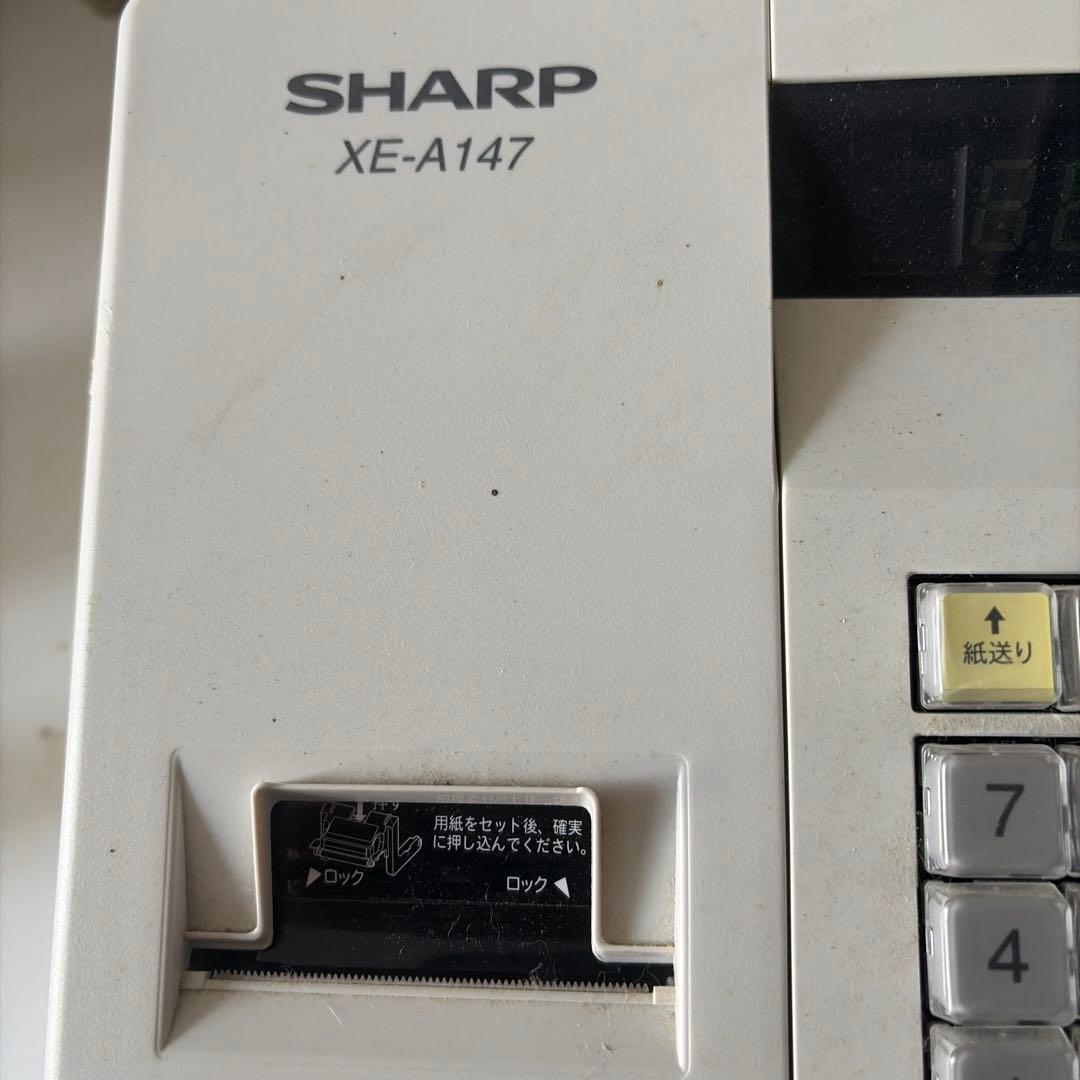 SHARP
XE-A147
↑
紙送り
7
4
押す
用紙をセット後、確実
に押し込んでください。
▶ロック
ロック◀